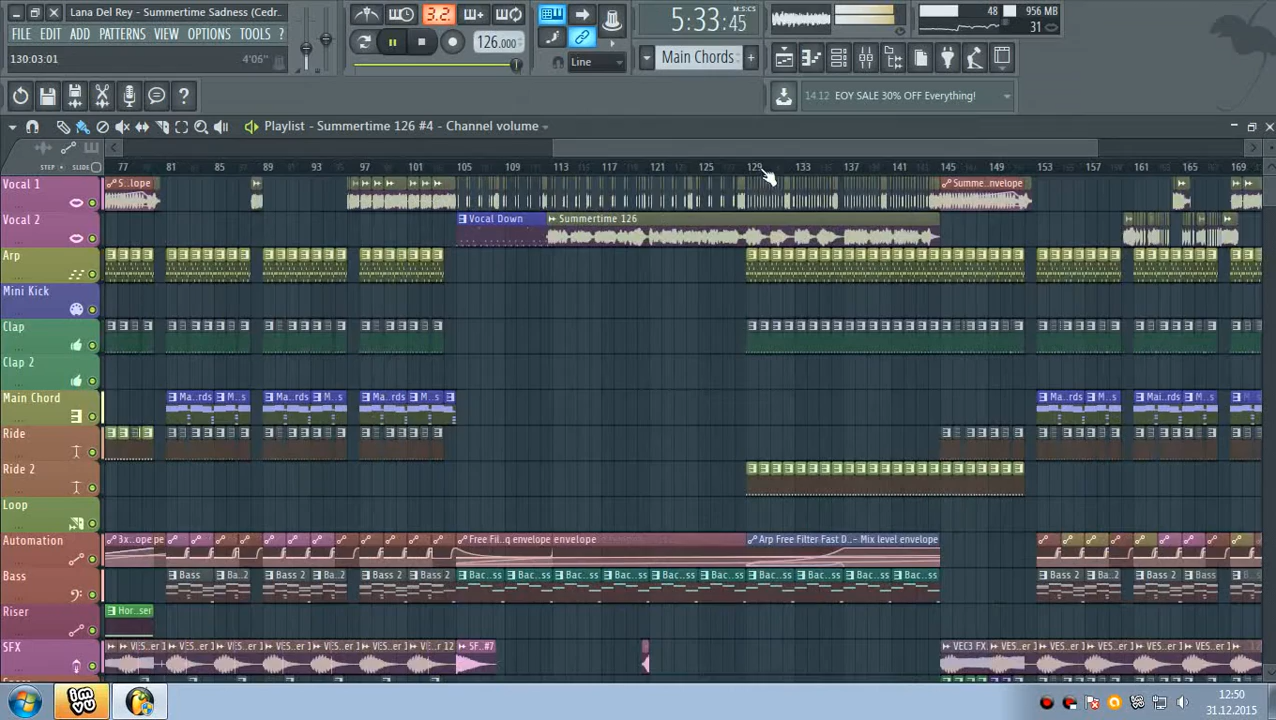 Lana Del Rey - Summertime Sadness (Cedr
FILE EDIT ADD PATTERNS VIEW OPTIONS TOOLS ?
130:03:01 4'06"
3.2
126.000
5:33:45
M:S:CS
48
956 MB
31
Line
Main Chords
14.12 EOY SALE 30% OFF Everything!
Playlist - Summertime 126 #4 - Channel volume
STEP SLIDE
77 81 85 89 93 97 101 105 109 113 117 121 125 129 133 137 141 145 149 153 157 161 165 169
Vocal 1
S..lope
Summe..nvelope
Vocal 2
Vocal Down
Summertime 126
Arp
Mini Kick
Clap
Clap 2
Main Chord
Ma..rds M..s Ma..rds M..s Ma..rds M..s Ma..rds M..s Mai..rds M..s
Ride
Ride 2
Loop
Automation
3x..ope pe
Free Fil..q envelope envelope
Arp Free Filter Fast D..- Mix level envelope
Bass
Bass Ba..2 Bass 2 Ba..2 Bass 2 Bass 2 Bac..ss Bac..ss Bac..ss Bac..ss Bac..ss Bac..ss Bac..ss Bac..ss Bac..ss Bac..ss Bass 2 Bass 2 Bass 2 Bass 2
Riser
Hor..ser
SFX
VES..er 1 VES..er 1 VES..er 1 VE5..er 1 VES..er 1 VE5..r 12 SF..#7 VEC3 FX VES..er 1 VES..er 1 VES..er 1 VES..er 1
12:50
31.12.2015